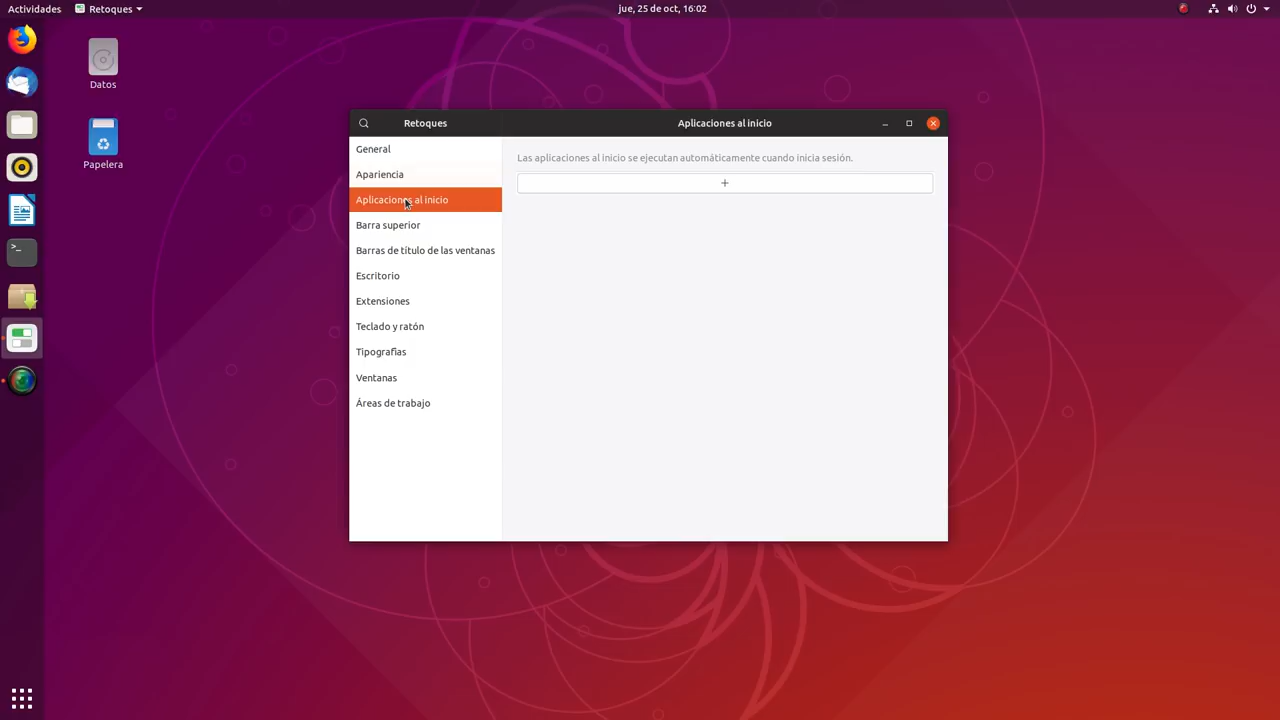 Actividades
Retoques
jue, 25 de oct, 16:02
Datos
Papelera
Retoques
Aplicaciones al inicio
General
Apariencia
Aplicaciones al inicio
Barra superior
Barras de título de las ventanas
Escritorio
Extensiones
Teclado y ratón
Tipografías
Ventanas
Áreas de trabajo
Las aplicaciones al inicio se ejecutan automáticamente cuando inicia sesión.
+
>_